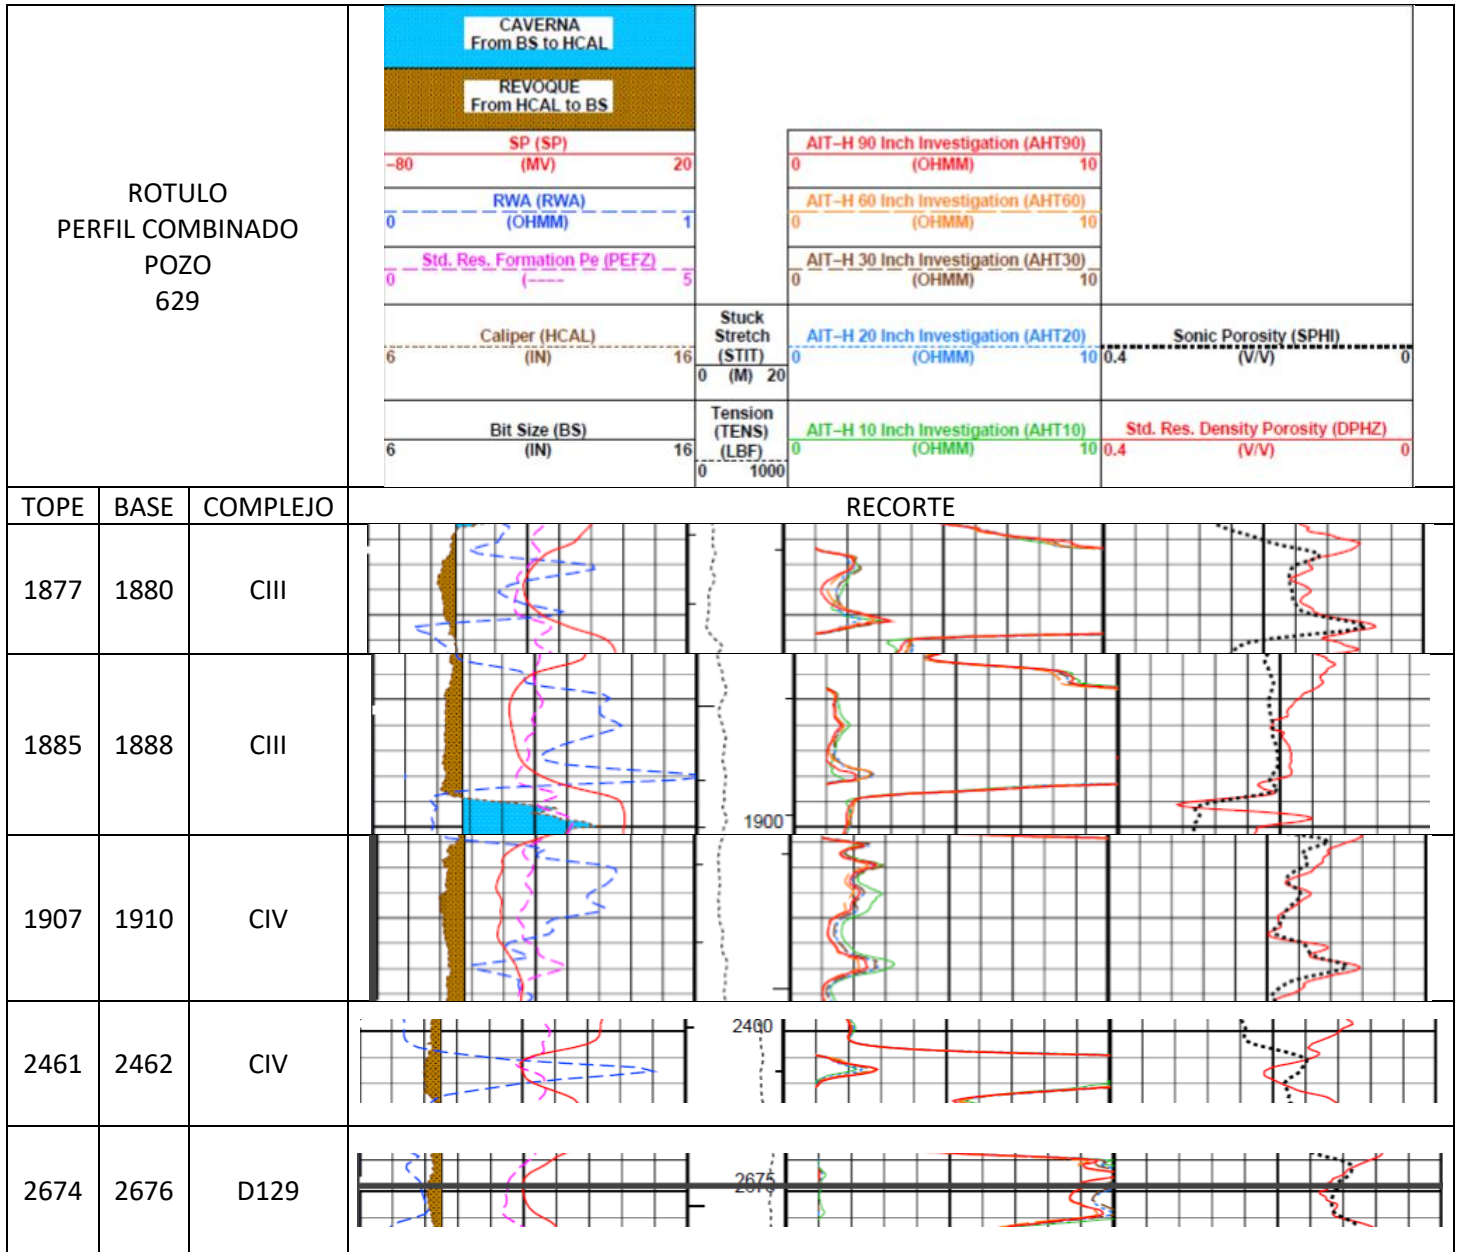 CAVERNA
From BS to HCAL
REVOQUE
From HCAL to BS
SP (SP)
-80 (MV) 20
RWA (RWA)
0 (OHMM) 1
Std. Res. Formation Pe (PEFZ)
0 (---- 5
Caliper (HCAL)
6 (IN) 16
Bit Size (BS)
6 (IN) 16
Stuck
Stretch
(STIT)
0 (M) 20
Tension
(TENS)
(LBF)
0 1000
AIT-H 90 Inch Investigation (AHT90)
0 (OHMM) 10
AIT-H 60 Inch Investigation (AHT60)
0 (OHMM) 10
AIT-H 30 Inch Investigation (AHT30)
0 (OHMM) 10
AIT-H 20 Inch Investigation (AHT20)
0 (OHMM) 10
AIT-H 10 Inch Investigation (AHT10)
0 (OHMM) 10
Sonic Porosity (SPHI)
0.4 (V/V) 0
Std. Res. Density Porosity (DPHZ)
0.4 (V/V) 0
ROTULO
PERFIL COMBINADO
POZO
629
TOPE BASE COMPLEJO RECORTE
1877 1880 CIII
1885 1888 CIII
1900
1907 1910 CIV
2400
2461 2462 CIV
2675
2674 2676 D129